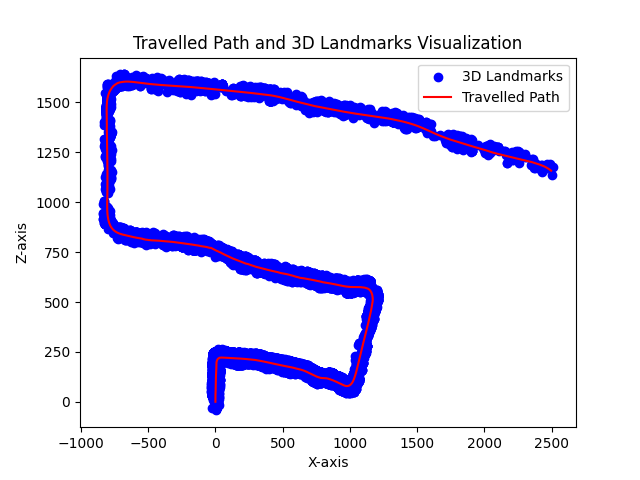 Travelled Path and 3D Landmarks Visualization
3D Landmarks
Travelled Path
1500
1250
1000
750
500
250
0
Z-axis
−1000 −500 0 500 1000 1500 2000 2500
X-axis